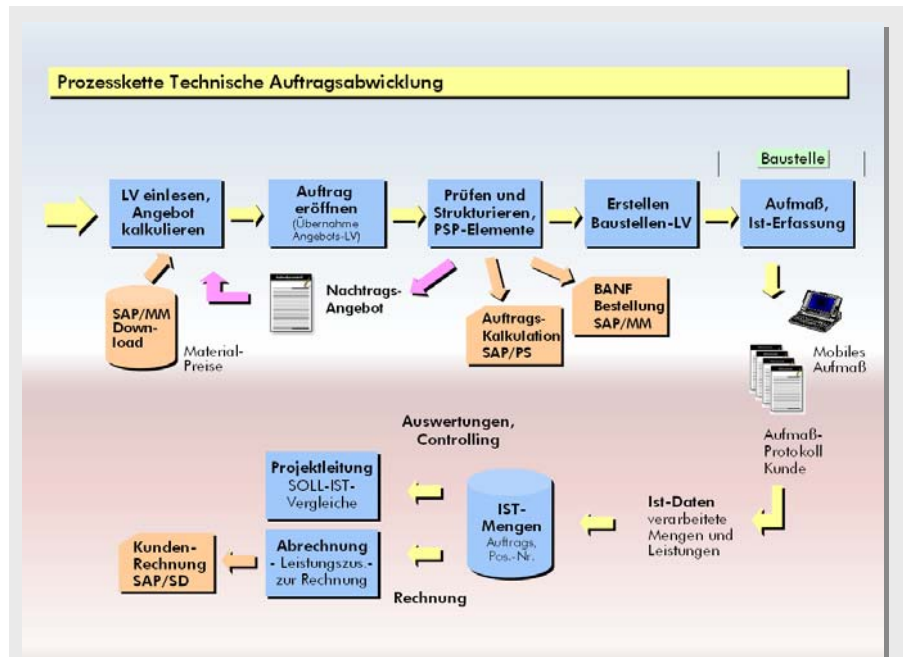 Prozesskette Technische Auftragsabwicklung
Baustelle
LV einlesen,
Angebot
kalkulieren
Auftrag
eröffnen
(Übernahme
Angebots-LV)
Prüfen und
Strukturieren,
PSP-Elemente
Erstellen
Baustellen-LV
Aufmaß,
Ist-Erfassung
SAP/MM
Down-
load
Material-
Preise
Nachtrags-
Angebot
Auftrags-
Kalkulation
SAP/PS
BANF
Bestellung
SAP/MM
Mobiles
Aufmaß
Aufmaß-
Protokoll
Kunde
Auswertungen,
Controlling
Projektleitung
SOLL-IST-
Vergleiche
IST-
Mengen
Auftrags,
Pos.-Nr.
Ist-Daten
verarbeitete
Mengen und
Leistungen
Kunden-
Rechnung
SAP/SD
Abrechnung
- Leistungszus.-
zur Rechnung
Rechnung